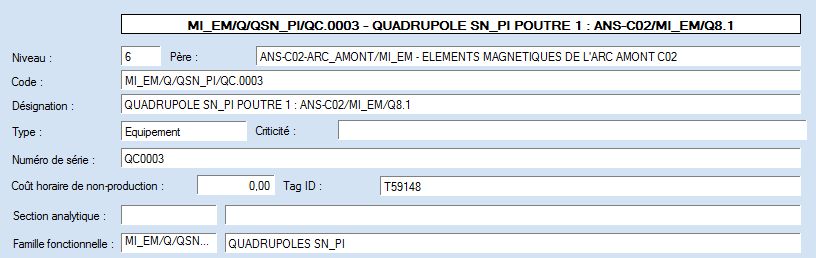 MI_EM/Q/QSN_PI/QC.0003 - QUADRUPOLE SN_PI POUTRE 1 : ANS-C02/MI_EM/Q8.1
Niveau : 6 Père : ANS-C02-ARC_AMONT/MI_EM - ELEMENTS MAGNETIQUES DE L'ARC AMONT C02
Code : MI_EM/Q/QSN_PI/QC.0003
Désignation : QUADRUPOLE SN_PI POUTRE 1 : ANS-C02/MI_EM/Q8.1
Type : Equipement Criticité :
Numéro de série : QC0003
Coût horaire de non-production : 0,00 Tag ID : T59148
Section analytique :
Famille fonctionnelle : MI_EM/Q/QSN... QUADRUPOLES SN_PI